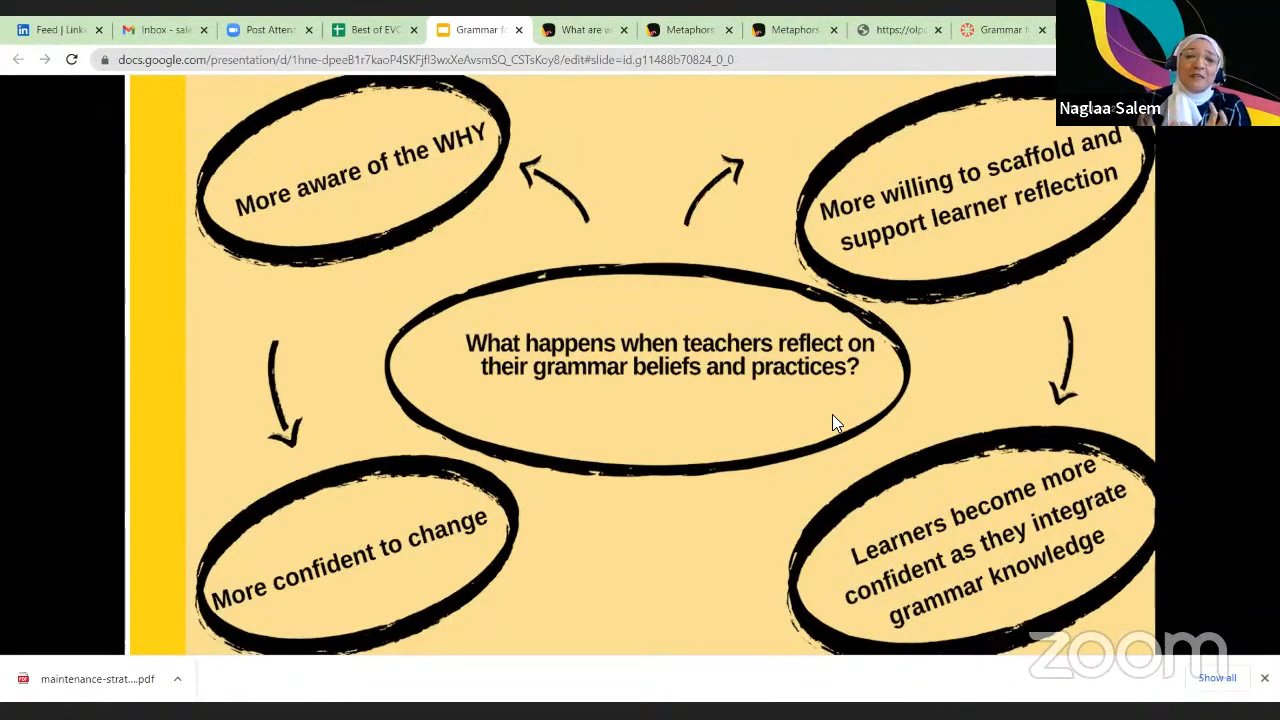 Feed | Link
Inbox - sale
Post Atten
Best of EVC
Grammar f
What are w
Metaphors
Metaphors
https://olp
Grammar f
docs.google.com/presentation/d/1hne-dpeeB1r7kaoP4SKFjfl3wxXeAvsmSQ_CSTsKoy8/edit#slide=id.g11488b70824_0_0
Naglaa Salem
More aware of the WHY
More willing to scaffold and
support learner reflection
What happens when teachers reflect on
their grammar beliefs and practices?
More confident to change
Learners become more
confident as they integrate
grammar knowledge
zoom
maintenance-strat....pdf
Show all